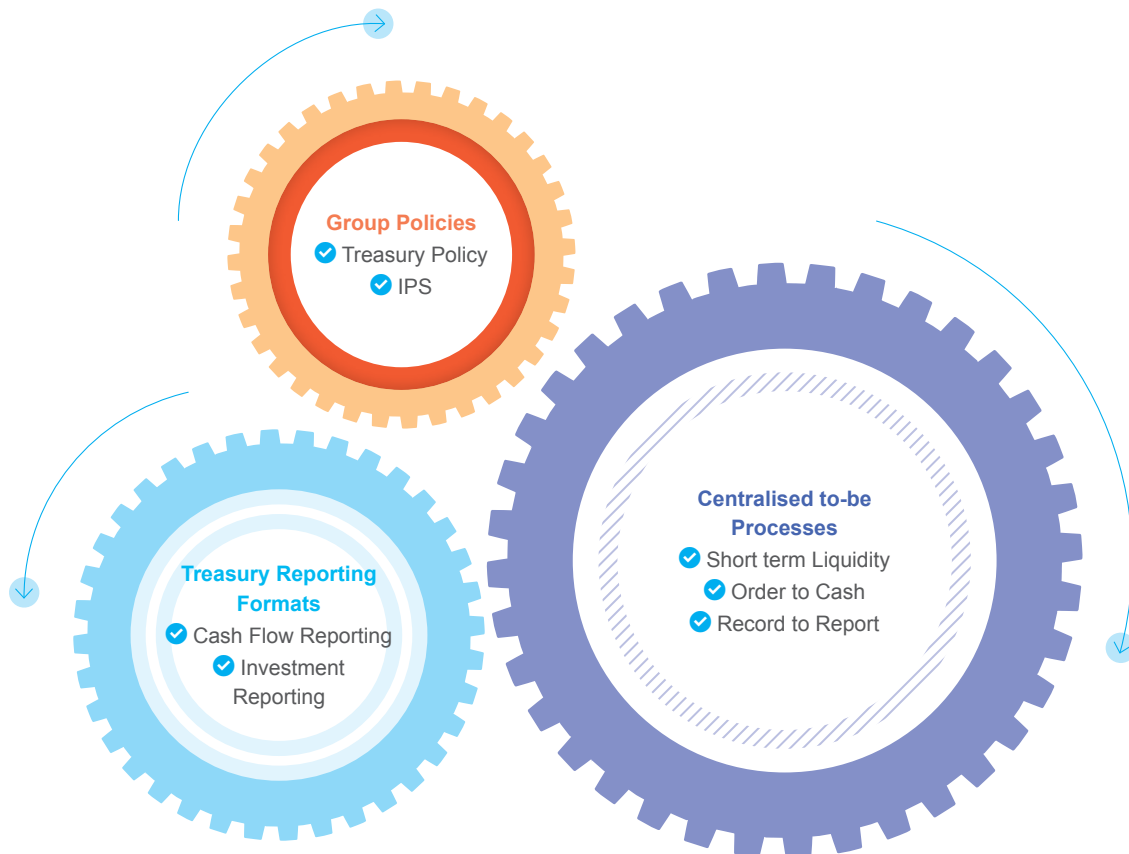 Group Policies
Treasury Policy
IPS
Treasury Reporting
Formats
Cash Flow Reporting
Investment
Reporting
Centralised to-be
Processes
Short term Liquidity
Order to Cash
Record to Report